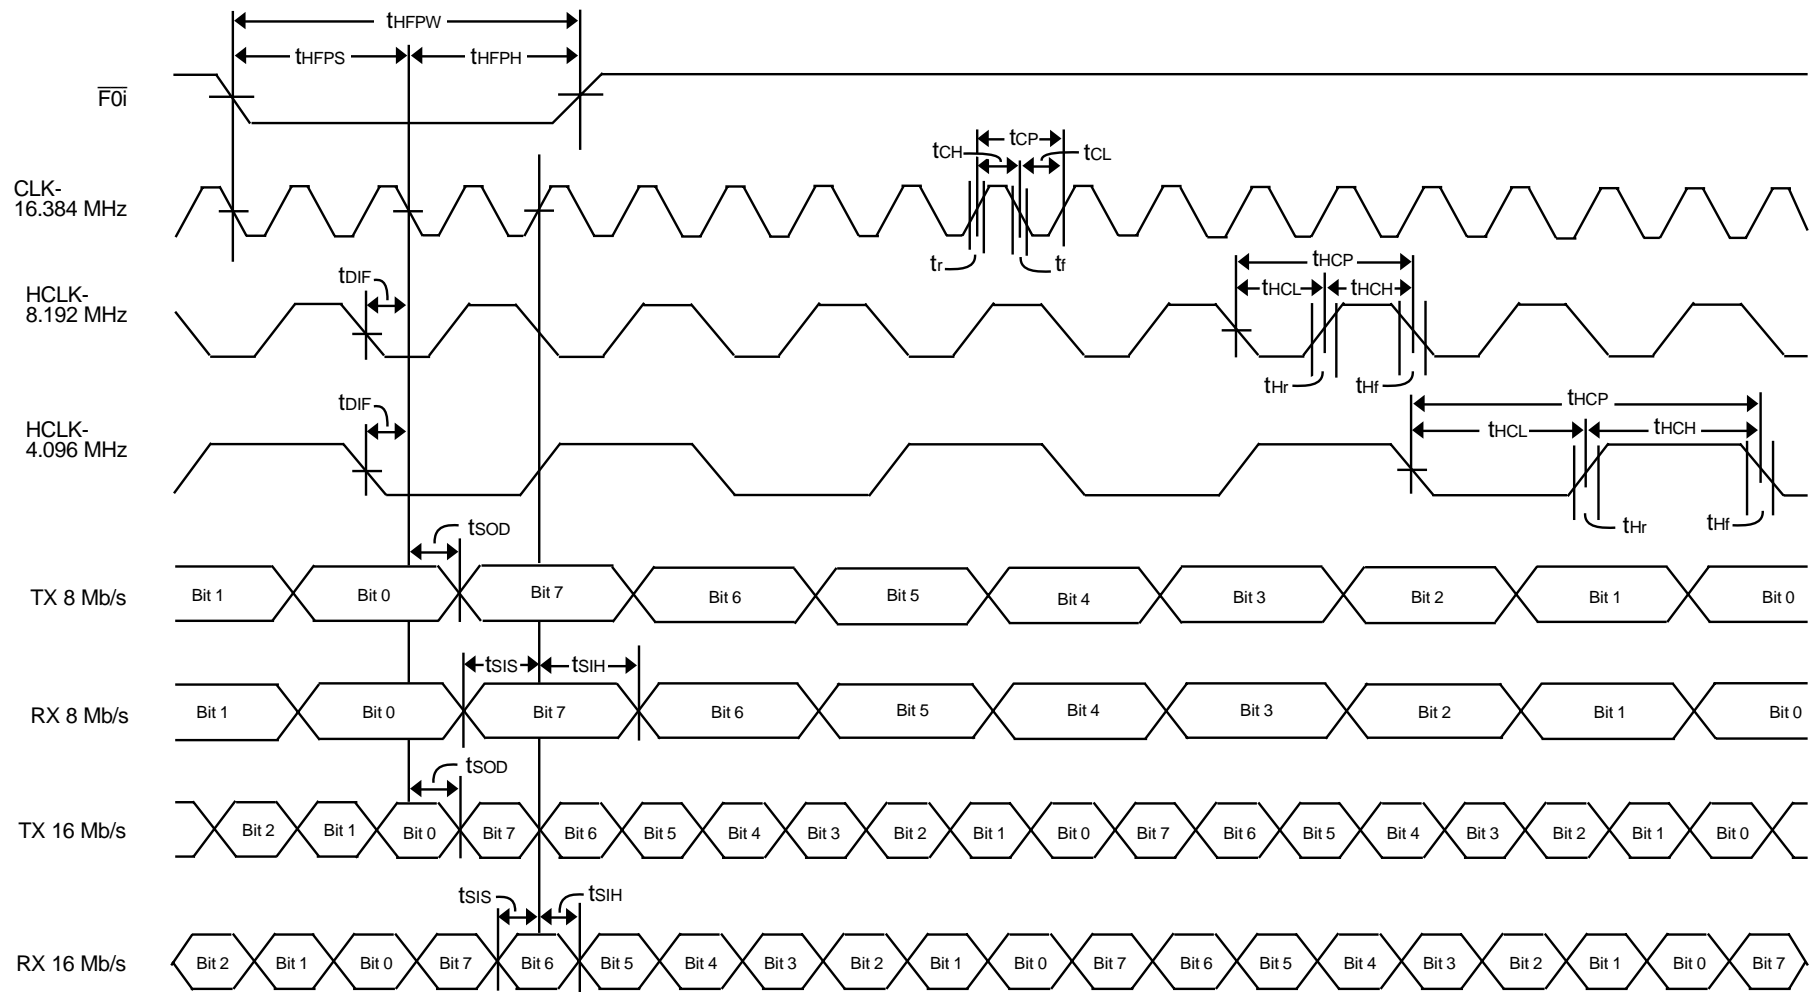 tHFPW
tHFPS tHFPH
F0i
tCP
tCH tCL
CLK-
16.384 MHz
tr tf
tDIF
tHCP
HCLK-
8.192 MHz
tHCL tHCH
tHr tHf
tDIF
tHCP
HCLK-
4.096 MHz
tHCL tHCH
tHr tHf
tSOD
TX 8 Mb/s Bit 1 Bit 0 Bit 7 Bit 6 Bit 5 Bit 4 Bit 3 Bit 2 Bit 1 Bit 0
tSIS tSIH
RX 8 Mb/s Bit 1 Bit 0 Bit 7 Bit 6 Bit 5 Bit 4 Bit 3 Bit 2 Bit 1 Bit 0
tSOD
TX 16 Mb/s Bit 2 Bit 1 Bit 0 Bit 7 Bit 6 Bit 5 Bit 4 Bit 3 Bit 2 Bit 1 Bit 0 Bit 7 Bit 6 Bit 5 Bit 4 Bit 3 Bit 2 Bit 1 Bit 0
tSIS tSIH
RX 16 Mb/s Bit 2 Bit 1 Bit 0 Bit 7 Bit 6 Bit 5 Bit 4 Bit 3 Bit 2 Bit 1 Bit 0 Bit 7 Bit 6 Bit 5 Bit 4 Bit 3 Bit 2 Bit 1 Bit 0 Bit 7